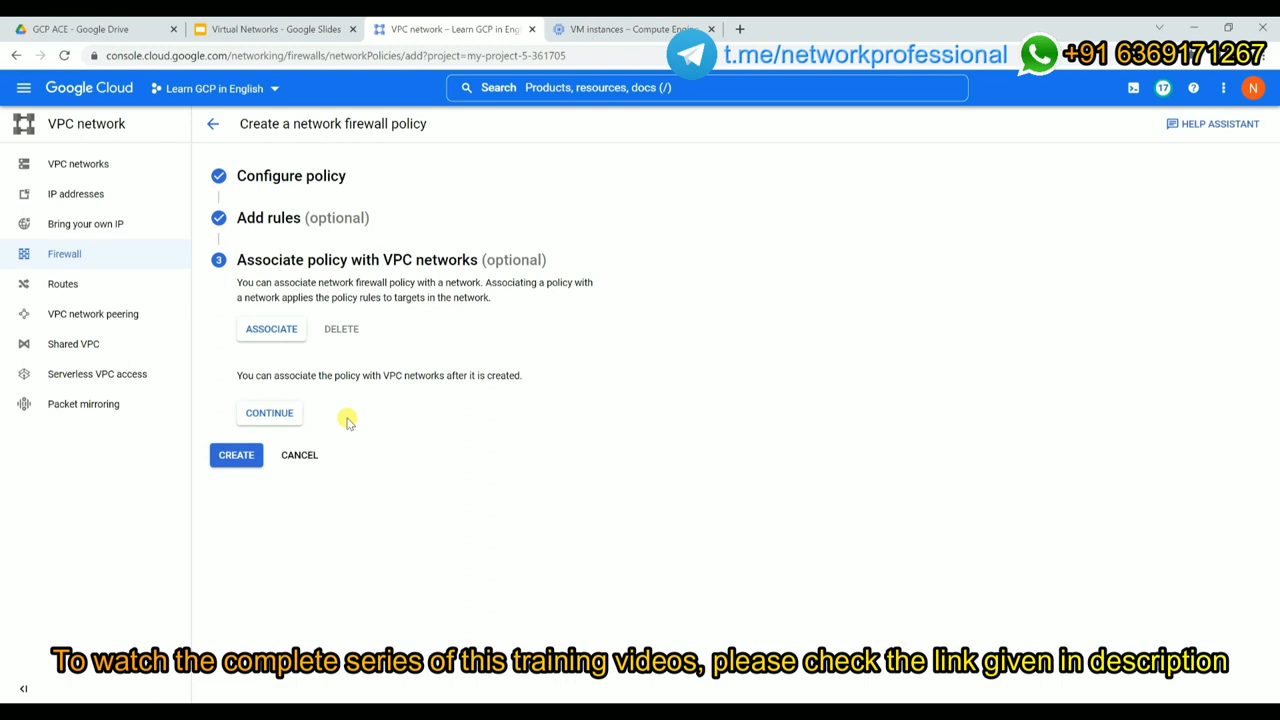 GCP ACE - Google Drive
Virtual Networks - Google Slides
VPC network – Learn GCP in Eng
VM instances – Compute Engin
console.cloud.google.com/networking/firewalls/networkPolicies/add?project=my-project-5-361705
t.me/networkprofessional
+91 6369171267
Google Cloud
Learn GCP in English
Search Products, resources, docs (/)
17
N
VPC network
Create a network firewall policy
HELP ASSISTANT
VPC networks
IP addresses
Bring your own IP
Firewall
Routes
VPC network peering
Shared VPC
Serverless VPC access
Packet mirroring
Configure policy
Add rules (optional)
3 Associate policy with VPC networks (optional)
You can associate network firewall policy with a network. Associating a policy with
a network applies the policy rules to targets in the network.
ASSOCIATE DELETE
You can associate the policy with VPC networks after it is created.
CONTINUE
CREATE CANCEL
To watch the complete series of this training videos, please check the link given in description